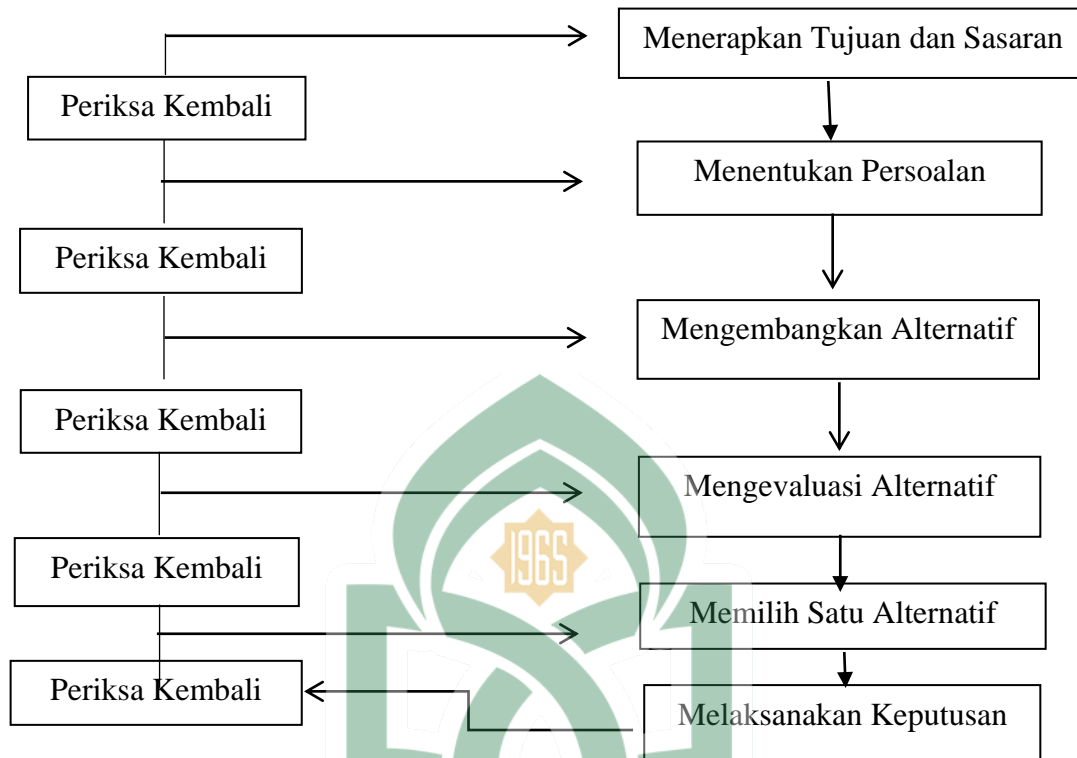 Menerapkan Tujuan dan Sasaran
Periksa Kembali
Menentukan Persoalan
Periksa Kembali
Mengembangkan Alternatif
Periksa Kembali
Mengevaluasi Alternatif
1965
Periksa Kembali
Memilih Satu Alternatif
Periksa Kembali
Melaksanakan Keputusan